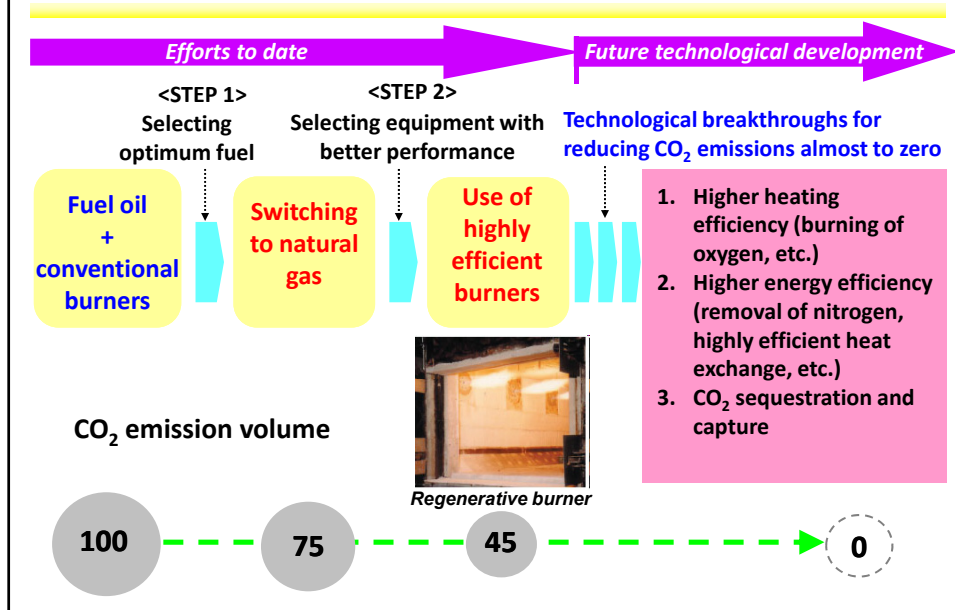 Efforts to date
Future technological development
<STEP 1>
Selecting
optimum fuel
<STEP 2>
Selecting equipment with
better performance
Technological breakthroughs for
reducing CO₂ emissions almost to zero
Fuel oil
+
conventional
burners
Switching
to natural
gas
Use of
highly
efficient
burners
1. Higher heating
efficiency (burning of
oxygen, etc.)
2. Higher energy efficiency
(removal of nitrogen,
highly efficient heat
exchange, etc.)
3. CO₂ sequestration and
capture
Regenerative burner
CO₂ emission volume
100
75
45
0